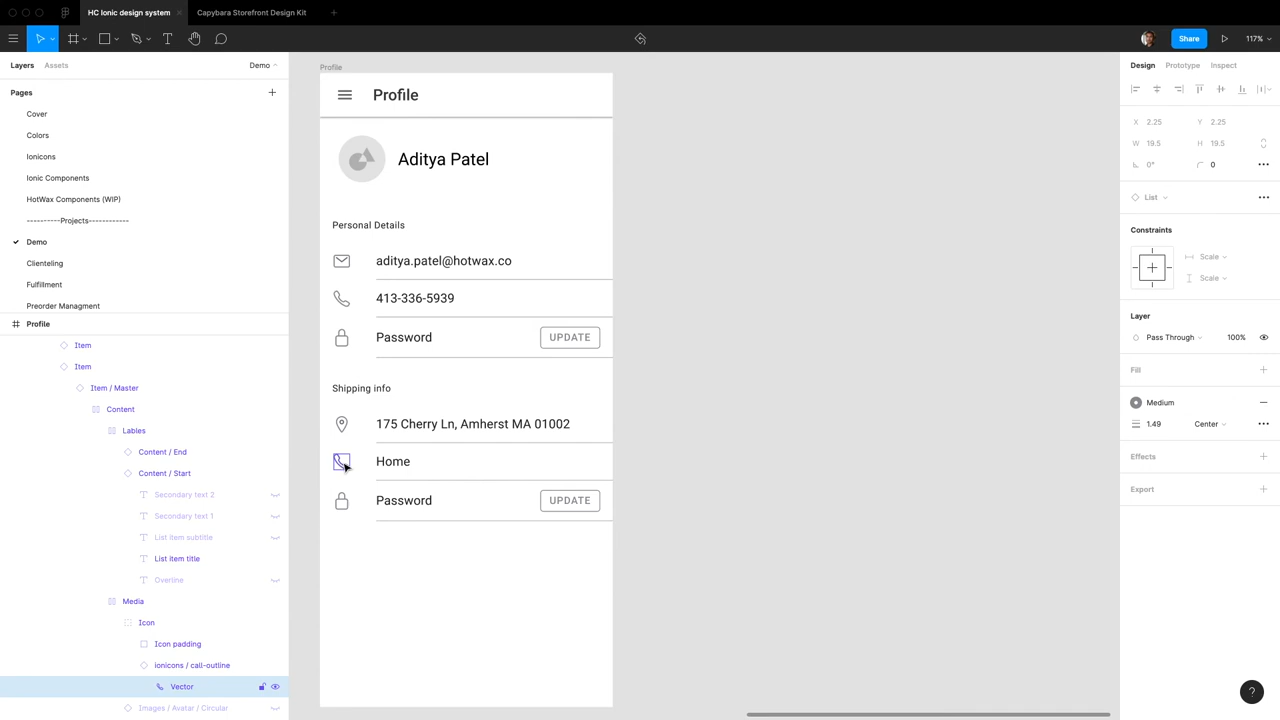 HC Ionic design system
Capybara Storefront Design Kit
Share
117%
Layers
Assets
Demo
Pages
Cover
Colors
Ionicons
Ionic Components
HotWax Components (WIP)
----------Projects------------
Demo
Clienteling
Fulfillment
Preorder Managment
Profile
Item
Item
Item / Master
Content
Lables
Content / End
Content / Start
Secondary text 2
Secondary text 1
List item subtitle
List item title
Overline
Media
Icon
Icon padding
ionicons / call-outline
Vector
Images / Avatar / Circular
Profile
Profile
Aditya Patel
Personal Details
aditya.patel@hotwax.co
413-336-5939
Password
UPDATE
Shipping info
175 Cherry Ln, Amherst MA 01002
Home
Password
UPDATE
Design
Prototype
Inspect
X 2.25 Y 2.25
W 19.5 H 19.5
0° 0
List
Constraints
Scale
Scale
Layer
Pass Through 100%
Fill
Medium
1.49 Center
Effects
Export
?